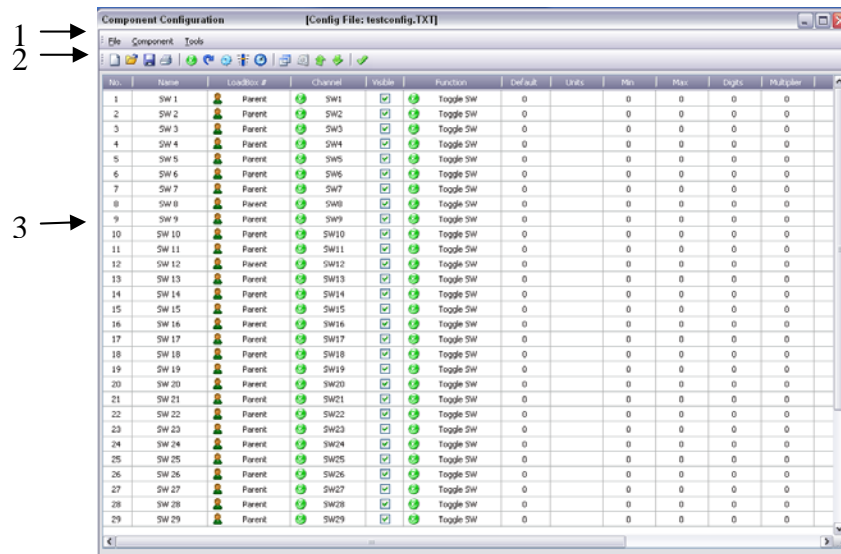 Component Configuration [Config File: testconfig.TXT]
1
File Component Tools
2
No. Name LoadBox # Channel Visible Function Default Units Min Max Digits Multiplier
1 SW 1 Parent SW1 Toggle SW 0 0 0 0 0
2 SW 2 Parent SW2 Toggle SW 0 0 0 0 0
3 SW 3 Parent SW3 Toggle SW 0 0 0 0 0
4 SW 4 Parent SW4 Toggle SW 0 0 0 0 0
5 SW 5 Parent SW5 Toggle SW 0 0 0 0 0
6 SW 6 Parent SW6 Toggle SW 0 0 0 0 0
7 SW 7 Parent SW7 Toggle SW 0 0 0 0 0
8 SW 8 Parent SW8 Toggle SW 0 0 0 0 0
3
9 SW 9 Parent SW9 Toggle SW 0 0 0 0 0
10 SW 10 Parent SW10 Toggle SW 0 0 0 0 0
11 SW 11 Parent SW11 Toggle SW 0 0 0 0 0
12 SW 12 Parent SW12 Toggle SW 0 0 0 0 0
13 SW 13 Parent SW13 Toggle SW 0 0 0 0 0
14 SW 14 Parent SW14 Toggle SW 0 0 0 0 0
15 SW 15 Parent SW15 Toggle SW 0 0 0 0 0
16 SW 16 Parent SW16 Toggle SW 0 0 0 0 0
17 SW 17 Parent SW17 Toggle SW 0 0 0 0 0
18 SW 18 Parent SW18 Toggle SW 0 0 0 0 0
19 SW 19 Parent SW19 Toggle SW 0 0 0 0 0
20 SW 20 Parent SW20 Toggle SW 0 0 0 0 0
21 SW 21 Parent SW21 Toggle SW 0 0 0 0 0
22 SW 22 Parent SW22 Toggle SW 0 0 0 0 0
23 SW 23 Parent SW23 Toggle SW 0 0 0 0 0
24 SW 24 Parent SW24 Toggle SW 0 0 0 0 0
25 SW 25 Parent SW25 Toggle SW 0 0 0 0 0
26 SW 26 Parent SW26 Toggle SW 0 0 0 0 0
27 SW 27 Parent SW27 Toggle SW 0 0 0 0 0
28 SW 28 Parent SW28 Toggle SW 0 0 0 0 0
29 SW 29 Parent SW29 Toggle SW 0 0 0 0 0